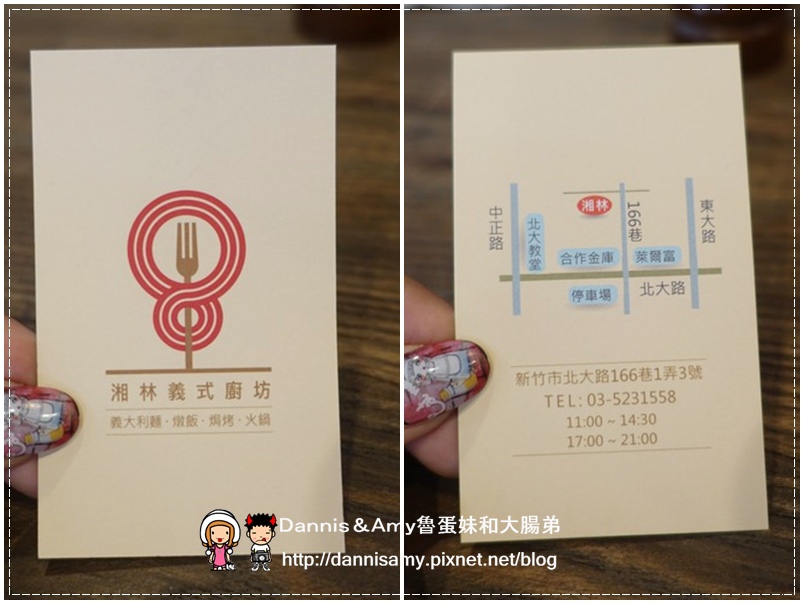 湘林義式廚坊
義大利麵·燉飯·焗烤·火鍋
中正路
北大教堂
湘林
166巷
東大路
合作金庫
萊爾富
停車場
北大路
新竹市北大路166巷1弄3號
TEL: 03-5231558
11:00 ~ 14:30
17:00 ~ 21:00
Dannis & Amy魯蛋妹和大腸弟
http://dannisamy.pixnet.net/blog